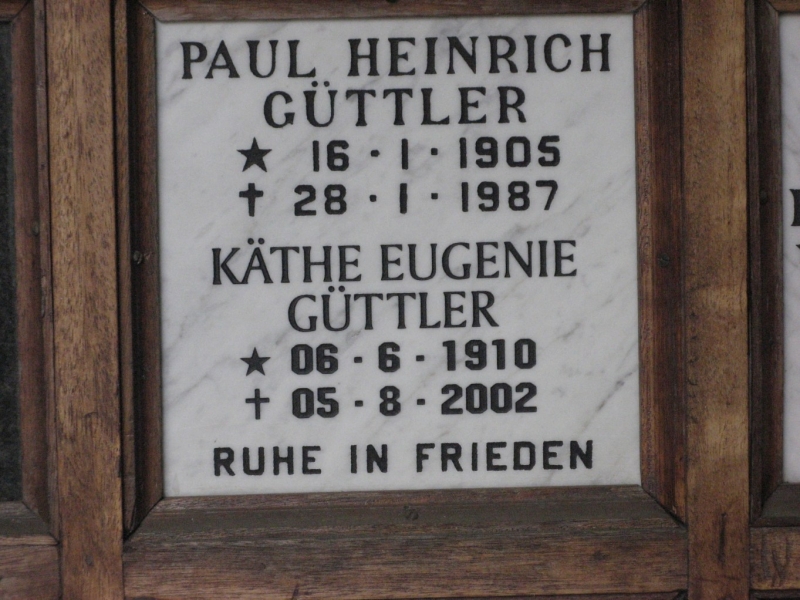 PAUL HEINRICH
GÜTTLER
★ 16·1·1905
✝ 28·1·1987
KÄTHE EUGENIE
GÜTTLER
★ 06·6·1910
✝ 05·8·2002
RUHE IN FRIEDEN